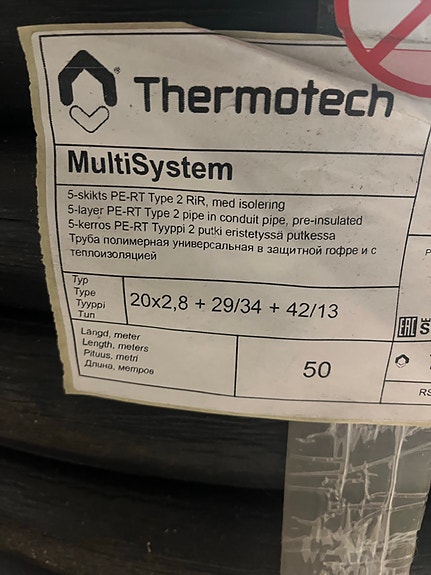 Thermotech
MultiSystem
5-skikts PE-RT Type 2 RiR, med isolering
5-layer PE-RT Type 2 pipe in conduit pipe, pre-insulated
5-kerros PE-RT Tyyppi 2 putki eristetyssä putkessa
Труба полимерная универсальная в защитной гофре и с
теплоизоляцией
Typ
Type
Tyyppi
Тип
20x2,8 + 29/34 + 42/13
Längd, meter
Length, meters
Pituus, metri
Длина, метров
50
EAC
RS